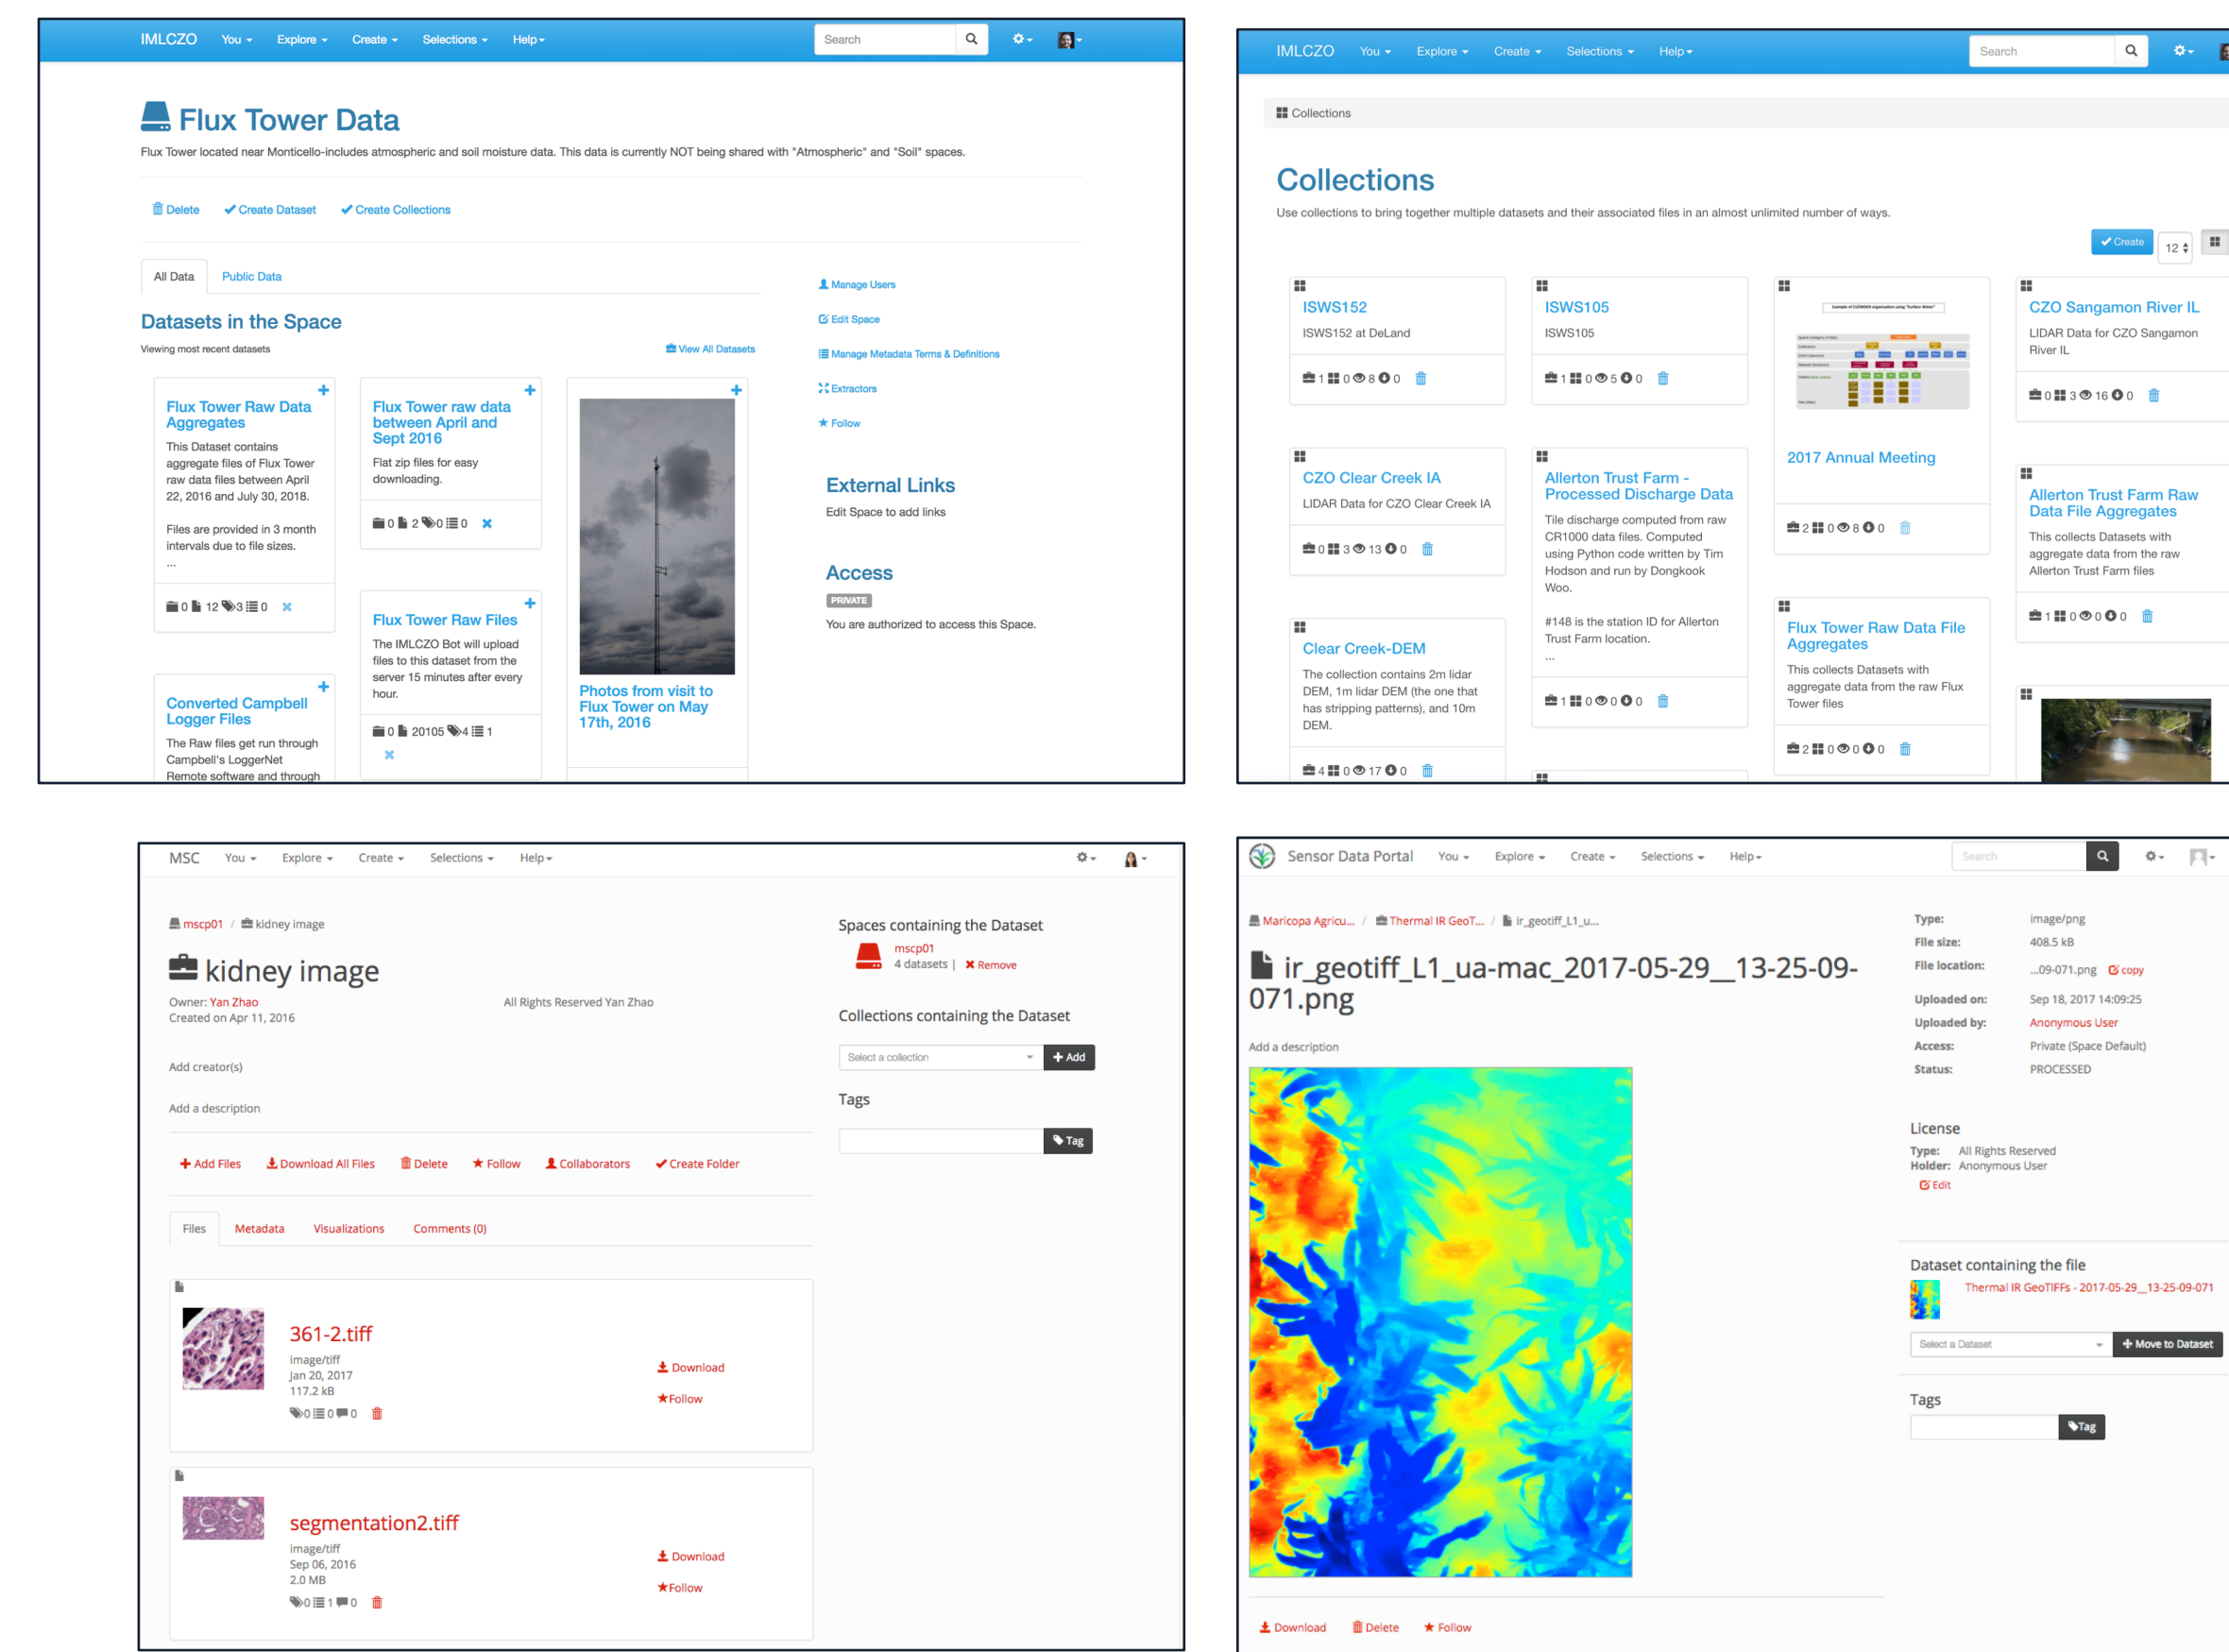 IMLCZO You Explore Create Selections Help Search
Flux Tower Data
Flux Tower located near Monticello-includes atmospheric and soil moisture data. This data is currently NOT being shared with "Atmospheric" and "Soil" spaces.
Delete Create Dataset Create Collections
All Data Public Data
Datasets in the Space
Viewing most recent datasets
View All Datasets
Flux Tower Raw Data
Aggregates
This Dataset contains
aggregate files of Flux Tower
raw data files between April
22, 2016 and July 30, 2018.
Files are provided in 3 month
intervals due to file sizes.
...
0 12 3 0
Converted Campbell
Logger Files
The Raw files get run through
Campbell's LoggerNet
Remote software and through
Flux Tower raw data
between April and
Sept 2016
Flat zip files for easy
downloading.
0 2 0 0
Flux Tower Raw Files
The IMLCZO Bot will upload
files to this dataset from the
server 15 minutes after every
hour.
0 20105 4 1
Photos from visit to
Flux Tower on May
17th, 2016
Manage Users
Edit Space
Manage Metadata Terms & Definitions
Extractors
Follow
External Links
Edit Space to add links
Access
PRIVATE
You are authorized to access this Space.
IMLCZO You Explore Create Selections Help Search
Collections
Collections
Use collections to bring together multiple datasets and their associated files in an almost unlimited number of ways.
Create 12
ISWS152
ISWS152 at DeLand
1 0 8 0
CZO Clear Creek IA
LIDAR Data for CZO Clear Creek IA
0 3 13 0
Clear Creek-DEM
The collection contains 2m lidar
DEM, 1m lidar DEM (the one that
has stripping patterns), and 10m
DEM.
4 0 17 0
ISWS105
ISWS105
1 0 5 0
Allerton Trust Farm -
Processed Discharge Data
Tile discharge computed from raw
CR1000 data files. Computed
using Python code written by Tim
Hodson and run by Dongkook
Woo.
#148 is the station ID for Allerton
Trust Farm location.
...
1 0 0 0
2017 Annual Meeting
2 0 8 0
Flux Tower Raw Data File
Aggregates
This collects Datasets with
aggregate data from the raw Flux
Tower files
2 0 0 0
CZO Sangamon River IL
LIDAR Data for CZO Sangamon
River IL
0 3 16 0
Allerton Trust Farm Raw
Data File Aggregates
This collects Datasets with
aggregate data from the raw
Allerton Trust Farm files
1 0 0 0
MSC You Explore Create Selections Help
mscp01 / kidney image
kidney image
Owner: Yan Zhao
Created on Apr 11, 2016
All Rights Reserved Yan Zhao
Add creator(s)
Add a description
Add Files Download All Files Delete Follow Collaborators Create Folder
Files Metadata Visualizations Comments (0)
361-2.tiff
image/tiff
Jan 20, 2017
117.2 kB
0 0 0
Download
Follow
segmentation2.tiff
image/tiff
Sep 06, 2016
2.0 MB
0 1 0
Download
Follow
Spaces containing the Dataset
mscp01
4 datasets | Remove
Collections containing the Dataset
Select a collection Add
Tags
Tag
Sensor Data Portal You Explore Create Selections Help Search
Maricopa Agricu... / Thermal IR GeoT... / ir_geotiff_L1_u...
ir_geotiff_L1_ua-mac_2017-05-29__13-25-09-
071.png
Add a description
Download Delete Follow
Type: image/png
File size: 408.5 kB
File location: ...09-071.png copy
Uploaded on: Sep 18, 2017 14:09:25
Uploaded by: Anonymous User
Access: Private (Space Default)
Status: PROCESSED
License
Type: All Rights Reserved
Holder: Anonymous User
Edit
Dataset containing the file
Thermal IR GeoTIFFs - 2017-05-29__13-25-09-071
Select a Dataset Move to Dataset
Tags
Tag